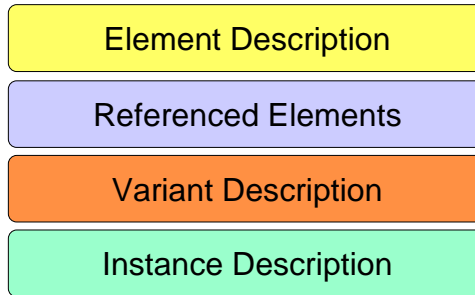 Element Description
Referenced Elements
Variant Description
Instance Description